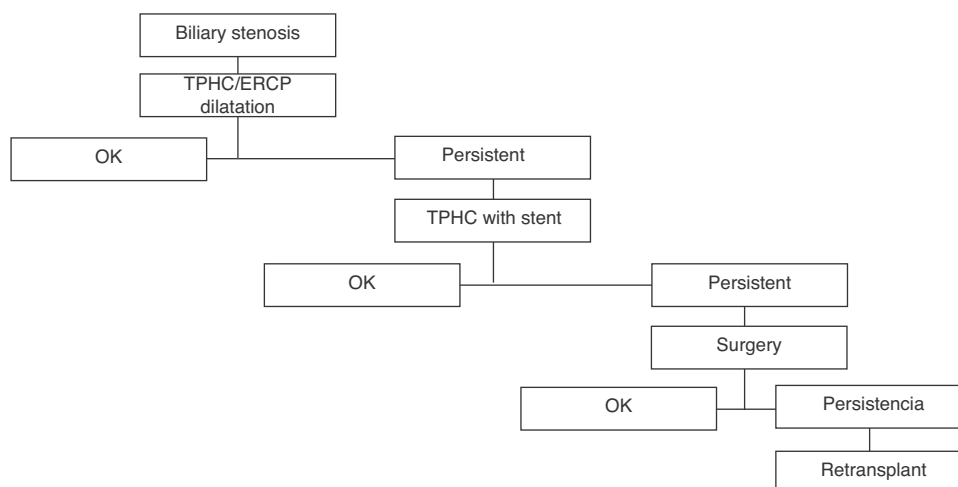 Biliary stenosis
TPHC/ERCP
dilatation
OK
Persistent
TPHC with stent
OK
Persistent
Surgery
OK
Persistencia
Retransplant